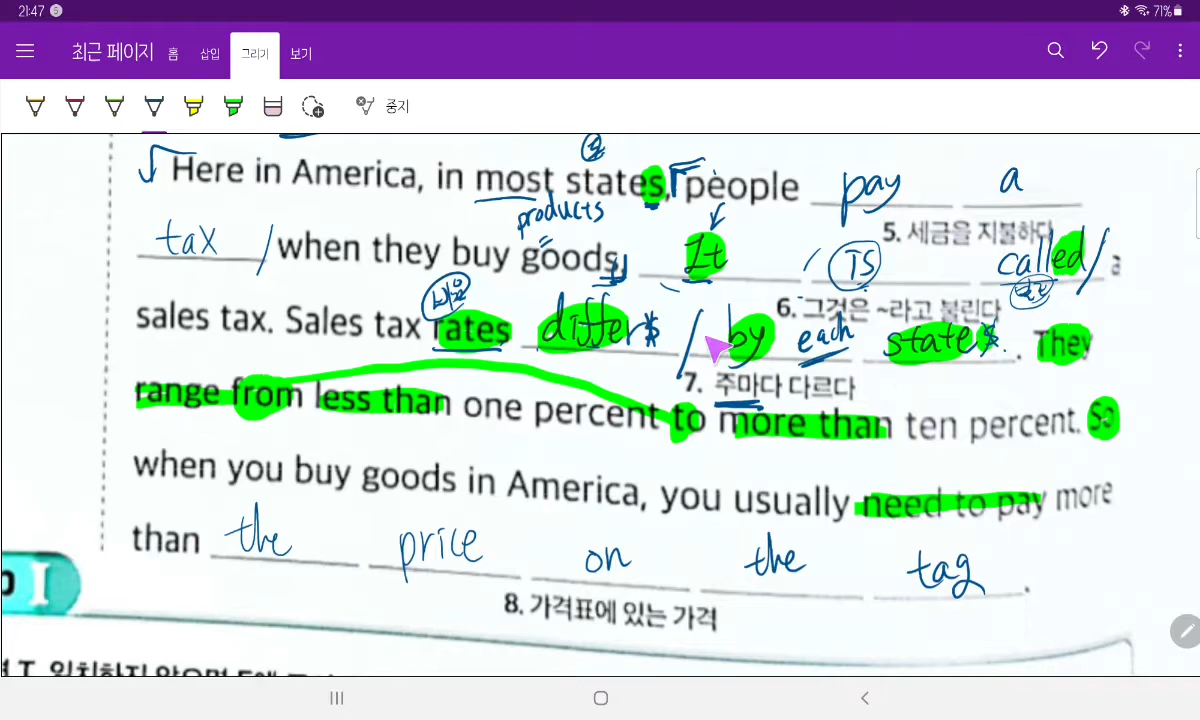 21:47 71%
최근 페이지 홈 삽입 그리기 보기
중지
Here in America, in most states, people pay a
products
5. 세금을 지불하다
tax / when they buy goods. It is called / a
비율
6. 그것은 ~라고 불린다
sales tax. Sales tax rates differ / by each state. They
7. 주마다 다르다
range from less than one percent to more than ten percent. So
when you buy goods in America, you usually need to pay more
than the price on the tag.
8. 가격표에 있는 가격
I